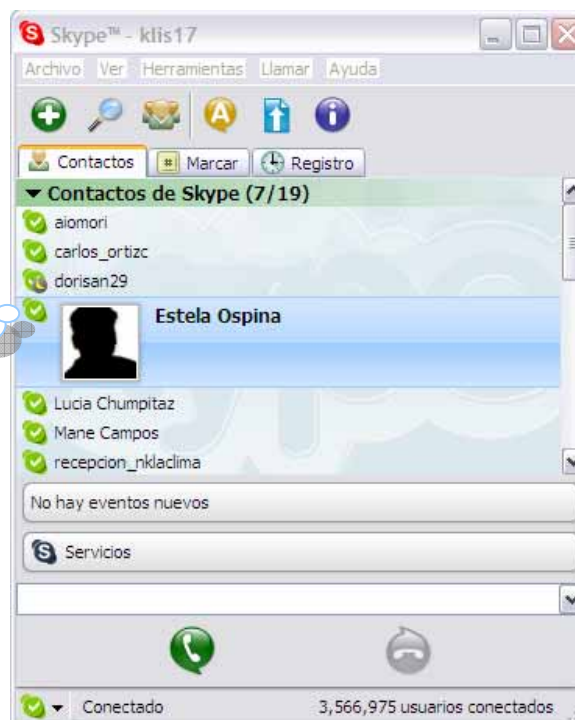 Skype™ - klis17
Archivo Ver Herramientas Llamar Ayuda
A
Contactos # Marcar Registro
Contactos de Skype (7/19)
aiomori
carlos_ortizc
dorisan29
Estela Ospina
Lucia Chumpitaz
Mane Campos
recepcion_nklaclima
No hay eventos nuevos
Servicios
Conectado 3,566,975 usuarios conectados